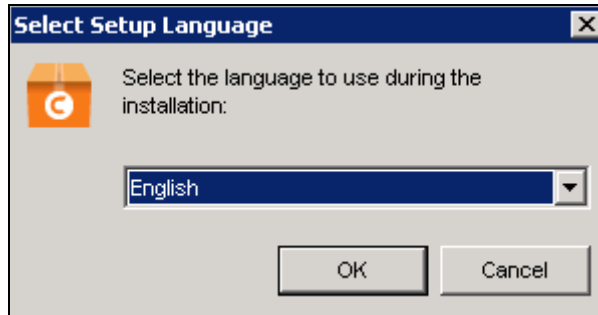 Select Setup Language
C
Select the language to use during the
installation:
English
OK
Cancel